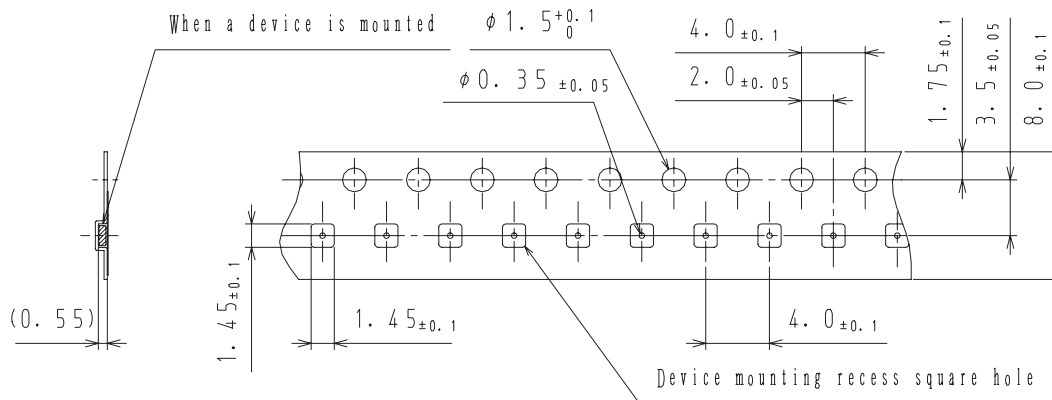 When a device is mounted
φ1.5+0.1 0
4.0±0.1
φ0.35±0.05
2.0±0.05
1.75±0.1
3.5±0.05
8.0±0.1
(0.55)
1.45±0.1
1.45±0.1
4.0±0.1
Device mounting recess square hole